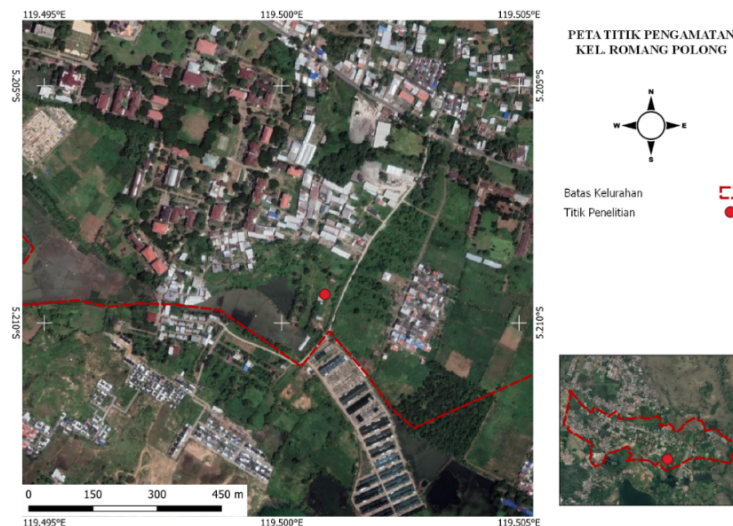 119.495°E 119.500°E 119.505°E
PETA TITIK PENGAMATAN
KEL. ROMANG POLONG
5.205°S 5.205°S
N
W E
S
Batas Kelurahan
Titik Penelitian
5.210°S 5.210°S
0 150 300 450 m
119.495°E 119.500°E 119.505°E